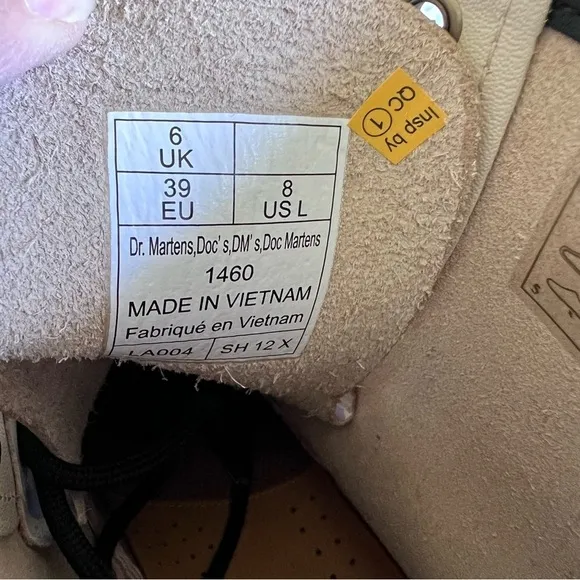 6
UK
39
EU
8
US L
Dr. Martens,Doc's,DM's,Doc Martens
1460
MADE IN VIETNAM
Fabriqué en Vietnam
LA004
SH 12 X
Insp by
QC 1
S